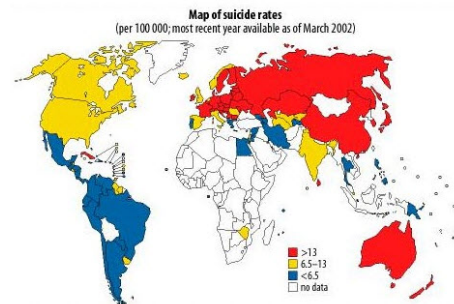 Map of suicide rates
(per 100 000; most recent year available as of March 2002)
>13
6.5–13
<6.5
no data